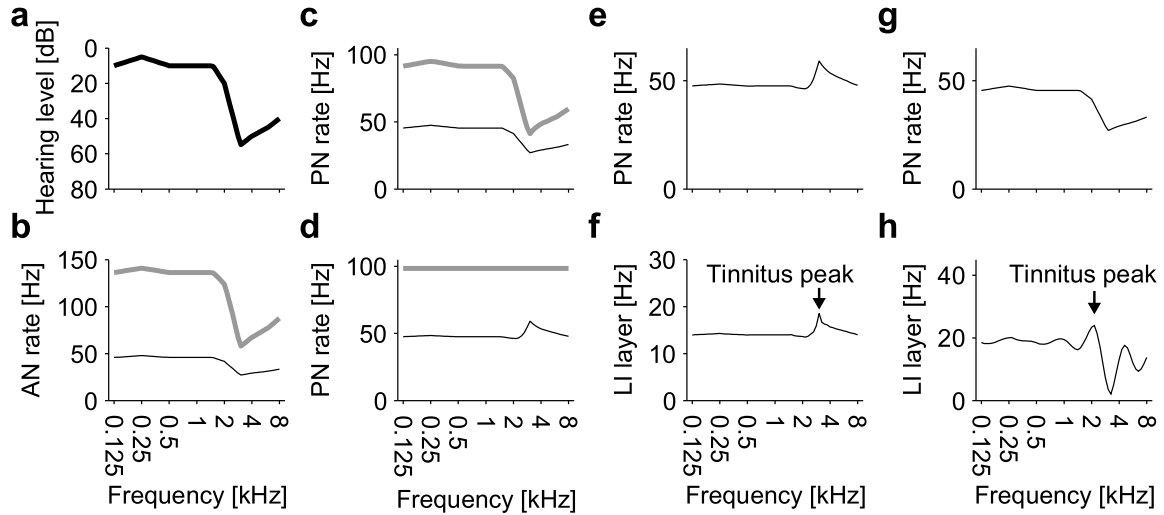 a
Hearing level [dB]
0
20
40
60
80
b
AN rate [Hz]
150
100
50
0
0.125
0.25
0.5
1
2
4
8
Frequency [kHz]
c
PN rate [Hz]
100
50
0
d
PN rate [Hz]
100
50
0
0.125
0.25
0.5
1
2
4
8
Frequency [kHz]
e
PN rate [Hz]
50
0
f
LI layer [Hz]
30
20
10
0
Tinnitus peak
0.125
0.25
0.5
1
2
4
8
Frequency [kHz]
g
PN rate [Hz]
50
0
h
LI layer [Hz]
40
20
0
Tinnitus peak
0.125
0.25
0.5
1
2
4
8
Frequency [kHz]